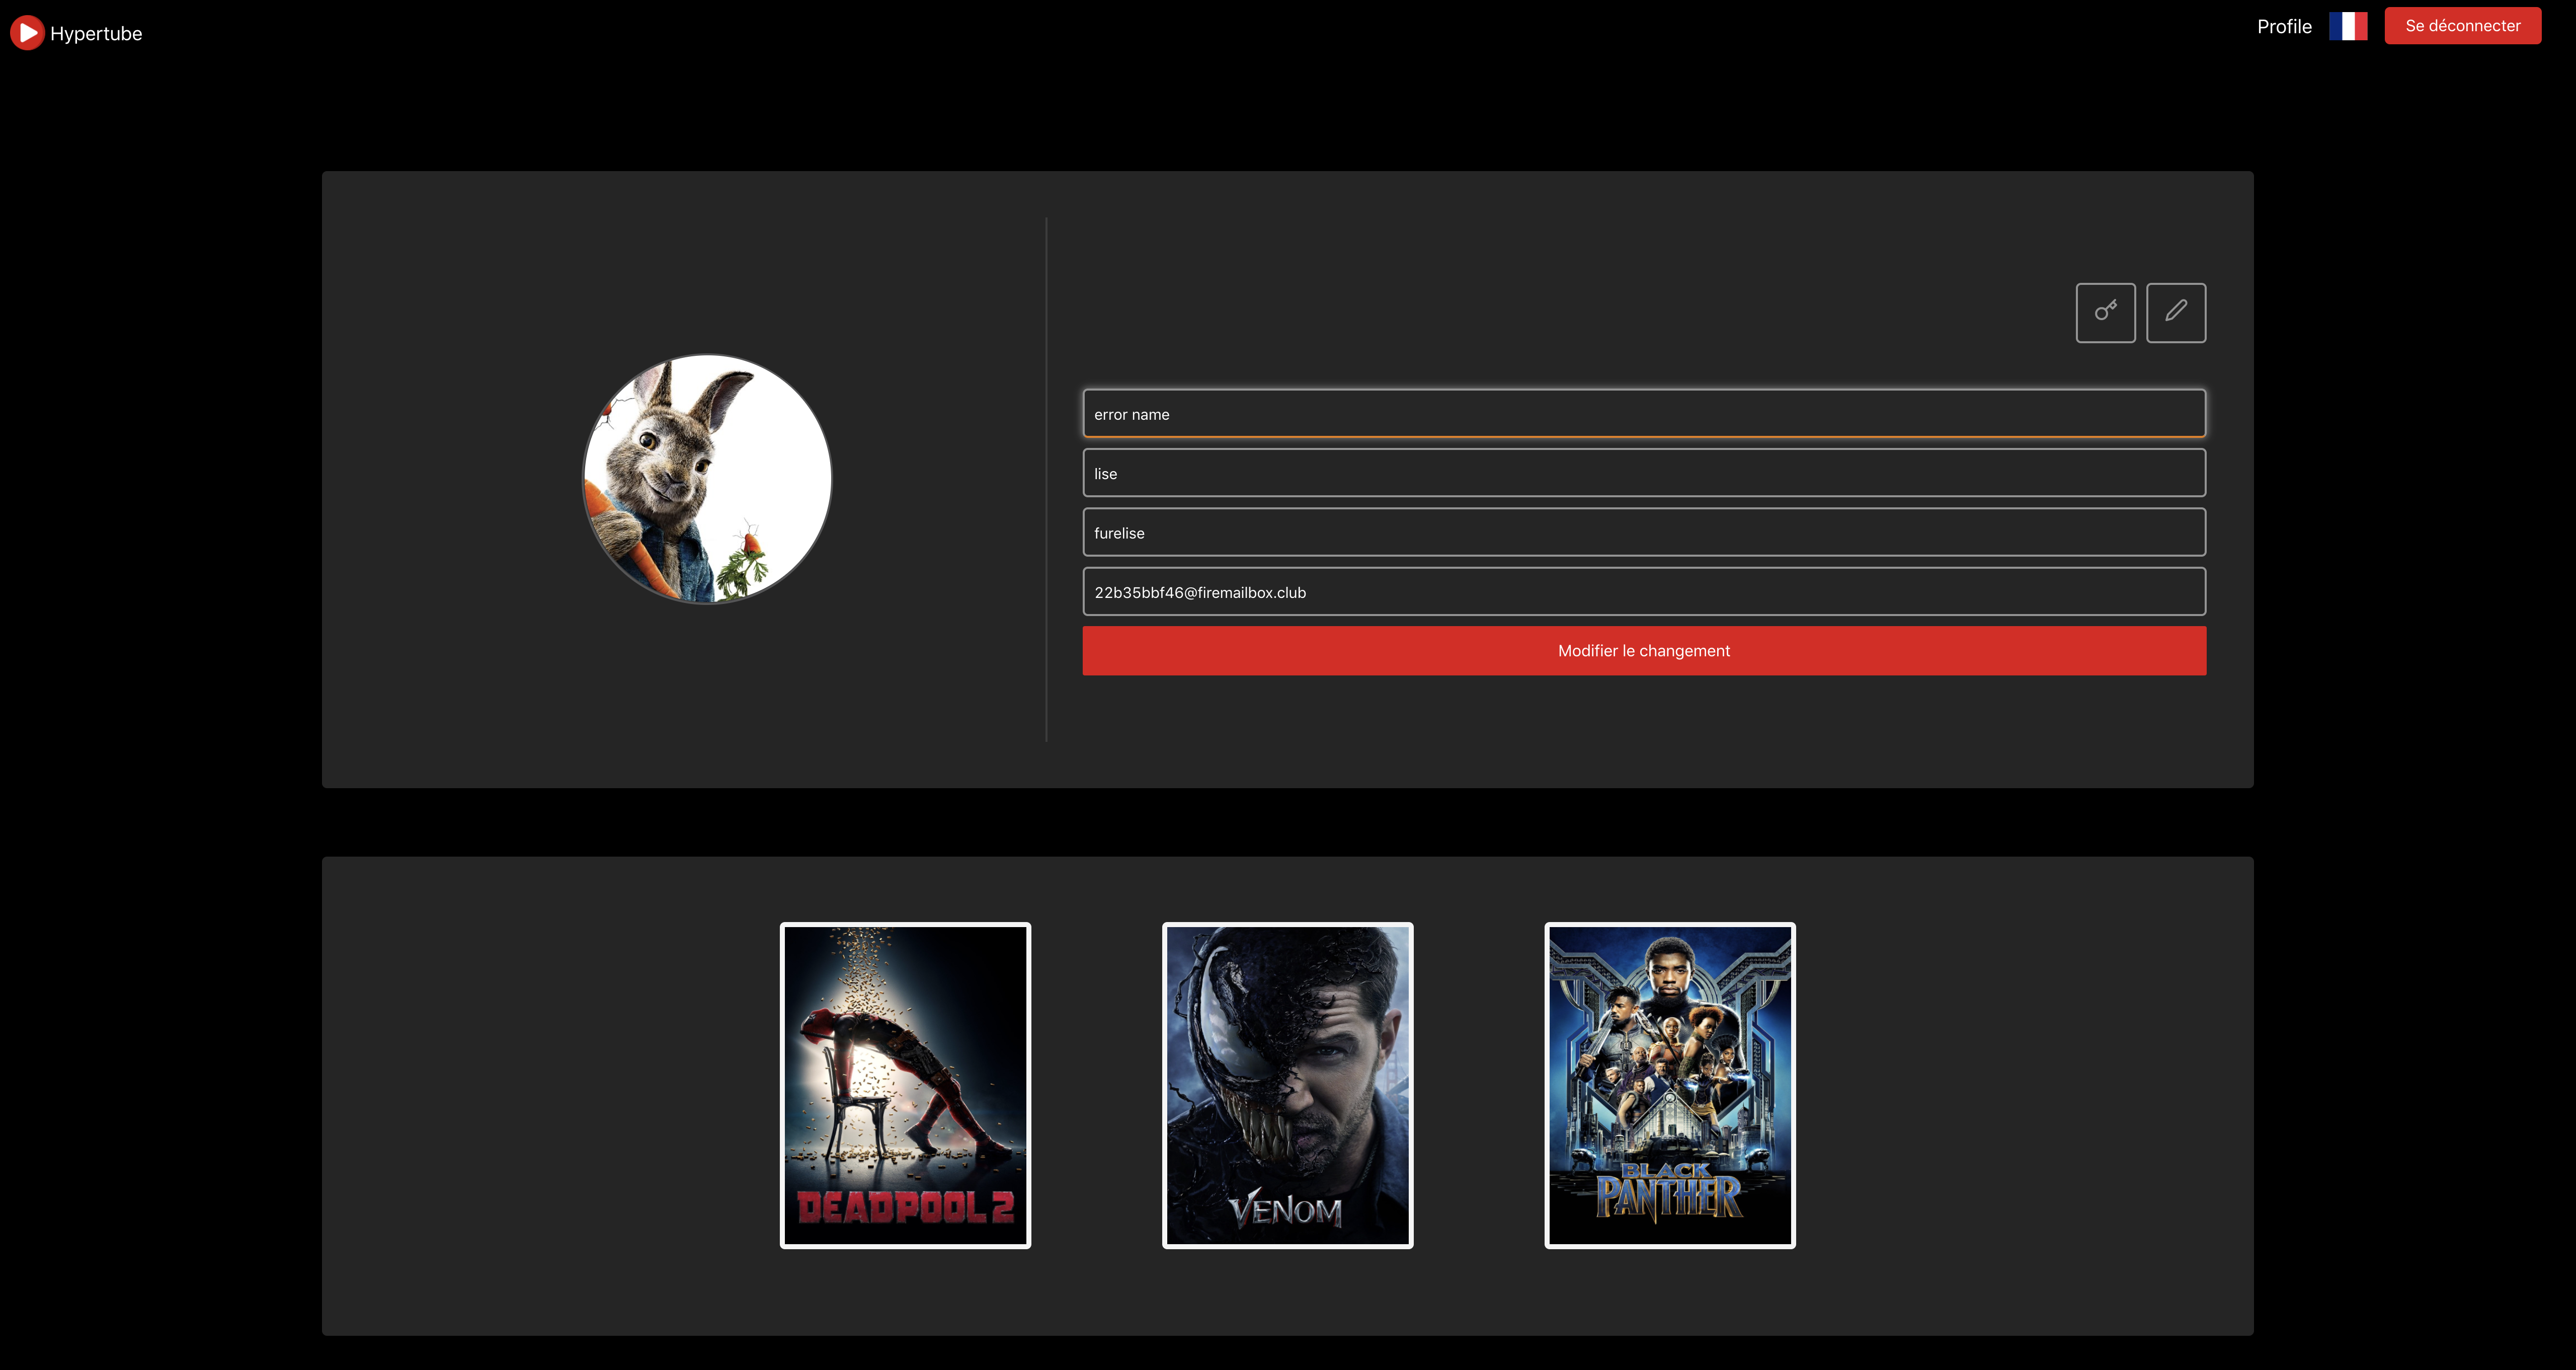 Hypertube
Profile
Se déconnecter
error name
lise
furelise
22b35bbf46@firemailbox.club
Modifier le changement
DEADPOOL 2
VENOM
BLACK
PANTHER